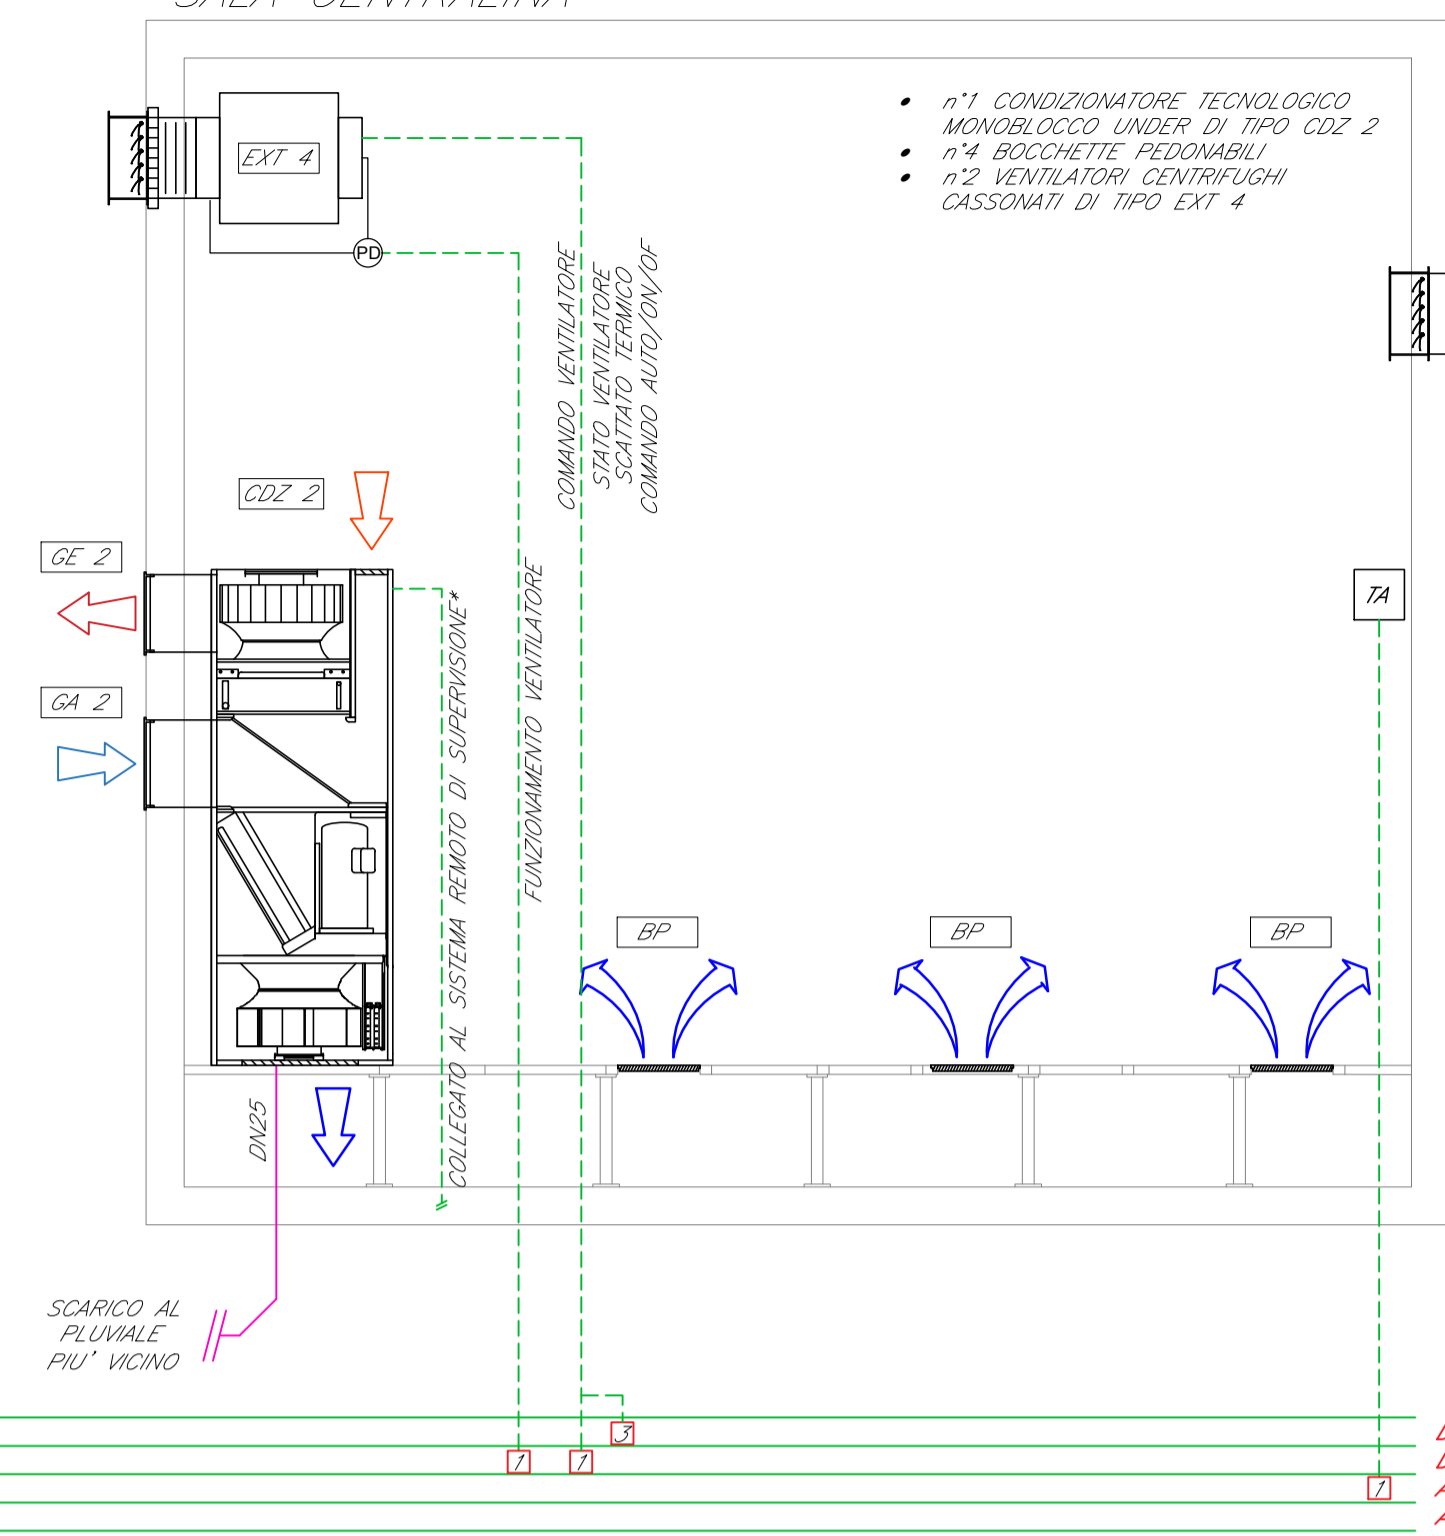 SALA CENTRALINA
• n°1 CONDIZIONATORE TECNOLOGICO
MONOBLOCCO UNDER DI TIPO CDZ 2
• n°4 BOCCHETTE PEDONABILI
• n°2 VENTILATORI CENTRIFUGHI
CASSONATI DI TIPO EXT 4
EXT 4
PD
COMANDO VENTILATORE
STATO VENTILATORE
SCATTATO TERMICO
COMANDO AUTO/ON/OF
CDZ 2
GE 2
GA 2
TA
COLLEGATO AL SISTEMA REMOTO DI SUPERVISIONE*
FUNZIONAMENTO VENTILATORE
BP
BP
BP
DN25
SCARICO AL
PLUVIALE
PIU' VICINO
3
1
1
1